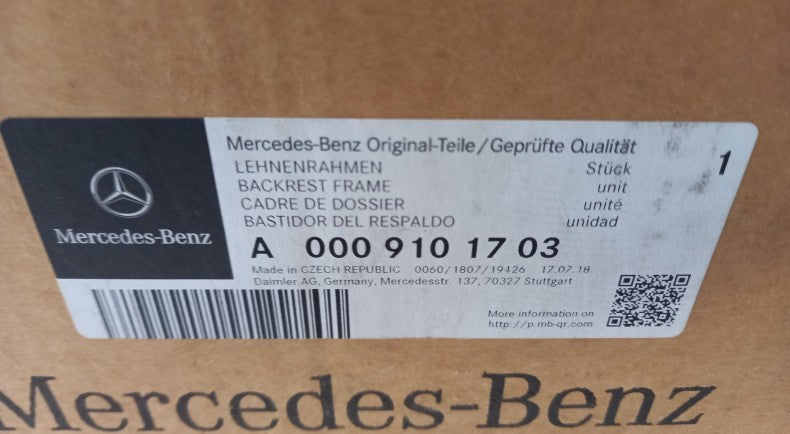 Mercedes-Benz Original-Teile/Geprüfte Qualität
LEHNENRAHMEN Stück 1
BACKREST FRAME unit
CADRE DE DOSSIER unité
BASTIDOR DEL RESPALDO unidad
Mercedes-Benz
A 000 910 17 03
Made in CZECH REPUBLIC 0060/1807/19426 17.07.18
Daimler AG, Germany, Mercedesstr. 137, 70327 Stuttgart
More information on
http://p.mb-qr.com
Mercedes-Benz